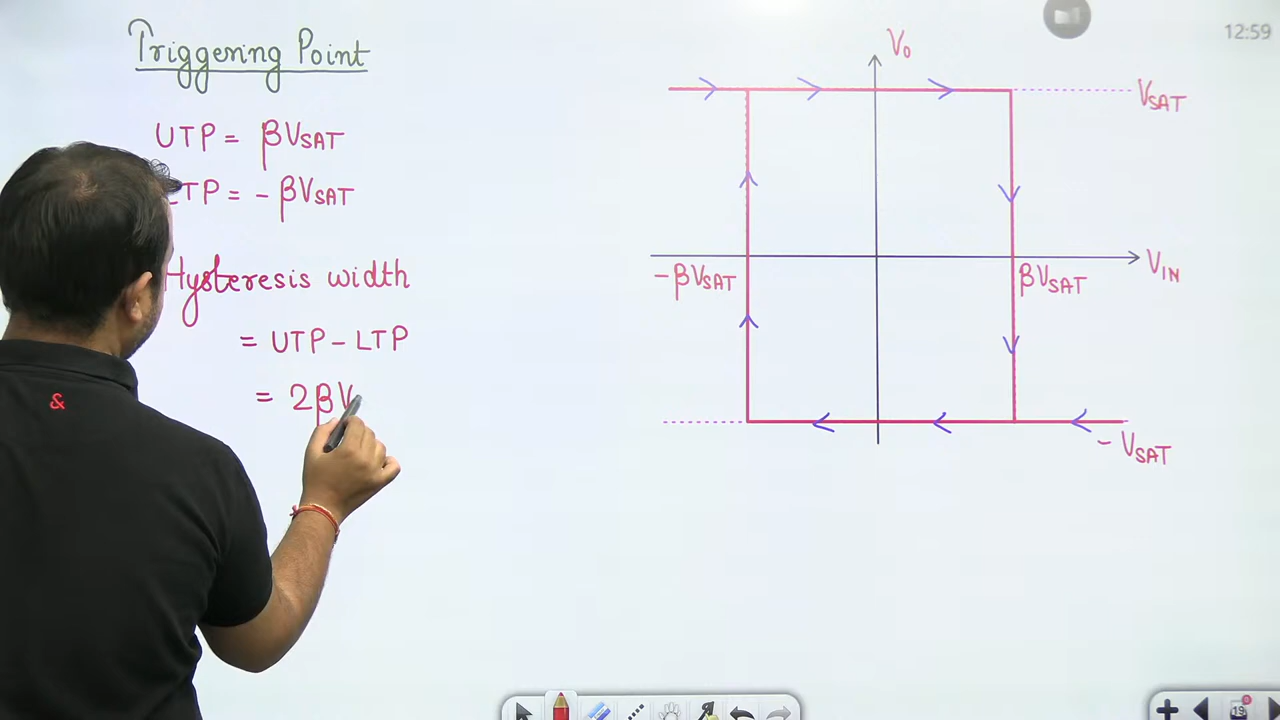 Triggering Point
12:59
UTP = βVSAT
TP = - βVSAT
Hysteresis width
= UTP - LTP
= 2βV
V0
VSAT
-βVSAT
βVSAT
VIN
- VSAT
&
19